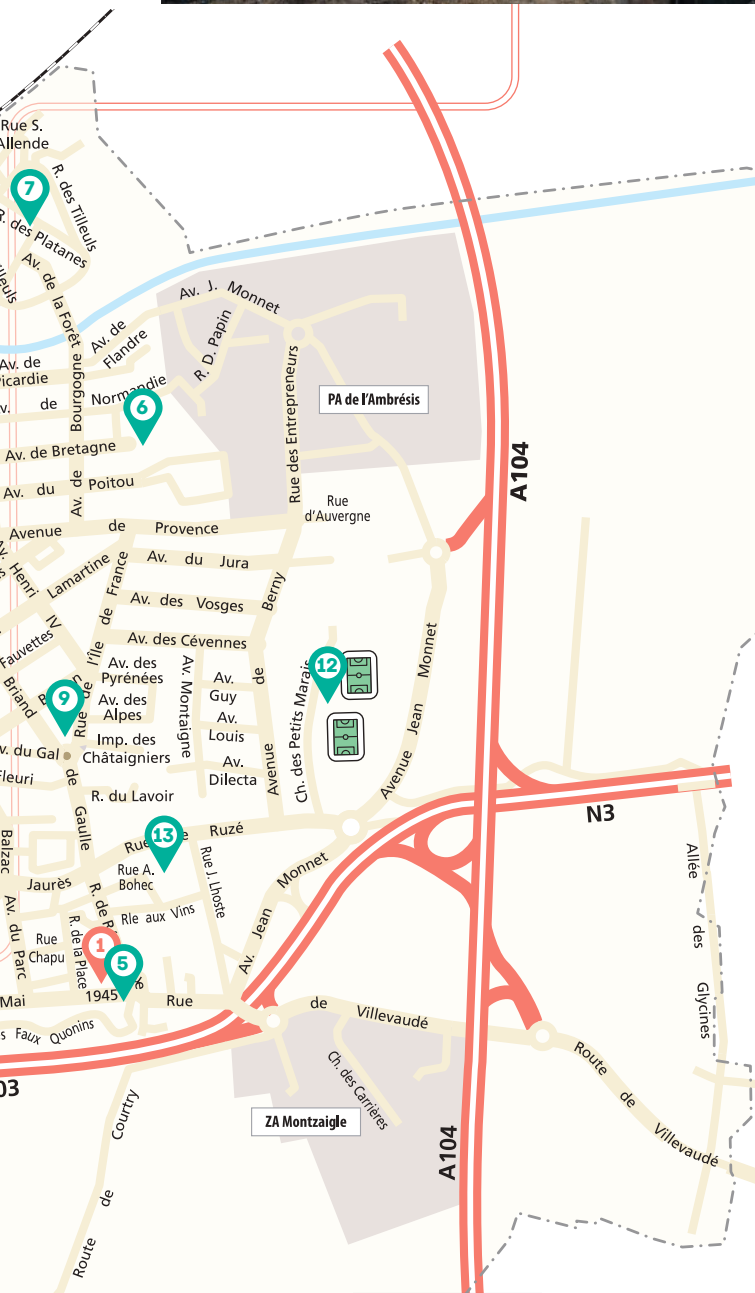 Rue S.
Allende
7
R. des Tilleuls
R. des Platanes
Av. de la Forêt
Av. J. Monnet
Av. de
Flandre
R. D. Papin
Av. de
Picardie
de Normandie
Av. de Bourgogne
6
PA de l'Ambrésis
Rue des Entrepreneurs
Av. de Bretagne
Av. du Poitou
A104
Rue
d'Auvergne
Avenue de Provence
Av. Henri IV
Lamartine
Av. du Jura
Av. des Vosges
Rue de l'Île de France
Fauvettes
Av. des Cévennes
Avenue de Berny
Briand
9
Av. des
Pyrénées
Av. des
Alpes
Av. Montaigne
Av.
Guy
Av.
Louis
Av.
Dilecta
12
Ch. des Petits Marais
Avenue Jean Monnet
Imp. des
Châtaigniers
Av. du Gal de Gaulle
Fleuri
R. du Lavoir
N3
Balzac
13
Rue
Ruzé
Jaurès
Rue A.
Bohec
Rue J. Lhoste
Av. Jean Monnet
Allée des Glycines
Av. du Parc
Rle aux Vins
Rue
Chapu
R. de la Place
1
5
Mai 1945
Rue de Villevaudé
Faux Quonins
03
Route de Courtry
Ch. des Carrières
ZA Montzaigle
A104
Route de Villevaudé